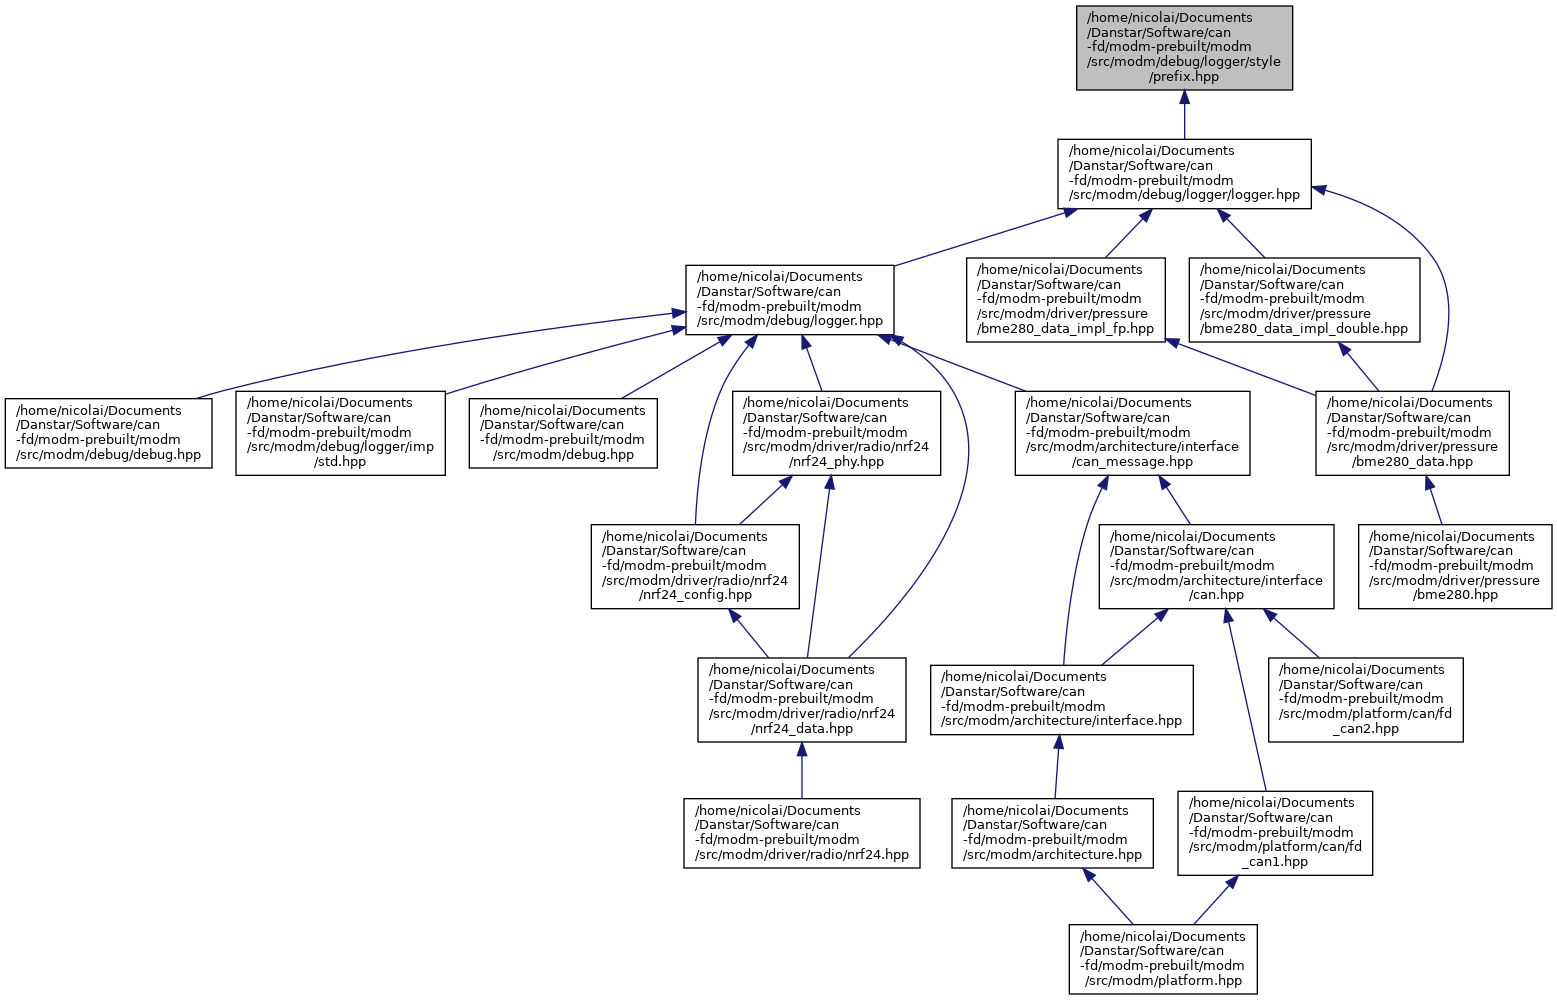 /home/nicolai/Documents
/Danstar/Software/can
-fd/modm-prebuilt/modm
/src/modm/debug/logger/style
/prefix.hpp
/home/nicolai/Documents
/Danstar/Software/can
-fd/modm-prebuilt/modm
/src/modm/debug/logger/logger.hpp
/home/nicolai/Documents
/Danstar/Software/can
-fd/modm-prebuilt/modm
/src/modm/debug/logger.hpp
/home/nicolai/Documents
/Danstar/Software/can
-fd/modm-prebuilt/modm
/src/modm/driver/pressure
/bme280_data_impl_fp.hpp
/home/nicolai/Documents
/Danstar/Software/can
-fd/modm-prebuilt/modm
/src/modm/driver/pressure
/bme280_data_impl_double.hpp
/home/nicolai/Documents
/Danstar/Software/can
-fd/modm-prebuilt/modm
/src/modm/debug/debug.hpp
/home/nicolai/Documents
/Danstar/Software/can
-fd/modm-prebuilt/modm
/src/modm/debug/logger/imp
/std.hpp
/home/nicolai/Documents
/Danstar/Software/can
-fd/modm-prebuilt/modm
/src/modm/debug.hpp
/home/nicolai/Documents
/Danstar/Software/can
-fd/modm-prebuilt/modm
/src/modm/driver/radio/nrf24
/nrf24_phy.hpp
/home/nicolai/Documents
/Danstar/Software/can
-fd/modm-prebuilt/modm
/src/modm/architecture/interface
/can_message.hpp
/home/nicolai/Documents
/Danstar/Software/can
-fd/modm-prebuilt/modm
/src/modm/driver/pressure
/bme280_data.hpp
/home/nicolai/Documents
/Danstar/Software/can
-fd/modm-prebuilt/modm
/src/modm/driver/radio/nrf24
/nrf24_config.hpp
/home/nicolai/Documents
/Danstar/Software/can
-fd/modm-prebuilt/modm
/src/modm/architecture/interface
/can.hpp
/home/nicolai/Documents
/Danstar/Software/can
-fd/modm-prebuilt/modm
/src/modm/driver/pressure
/bme280.hpp
/home/nicolai/Documents
/Danstar/Software/can
-fd/modm-prebuilt/modm
/src/modm/driver/radio/nrf24
/nrf24_data.hpp
/home/nicolai/Documents
/Danstar/Software/can
-fd/modm-prebuilt/modm
/src/modm/architecture/interface.hpp
/home/nicolai/Documents
/Danstar/Software/can
-fd/modm-prebuilt/modm
/src/modm/platform/can/fd
_can2.hpp
/home/nicolai/Documents
/Danstar/Software/can
-fd/modm-prebuilt/modm
/src/modm/driver/radio/nrf24.hpp
/home/nicolai/Documents
/Danstar/Software/can
-fd/modm-prebuilt/modm
/src/modm/architecture.hpp
/home/nicolai/Documents
/Danstar/Software/can
-fd/modm-prebuilt/modm
/src/modm/platform/can/fd
_can1.hpp
/home/nicolai/Documents
/Danstar/Software/can
-fd/modm-prebuilt/modm
/src/modm/platform.hpp